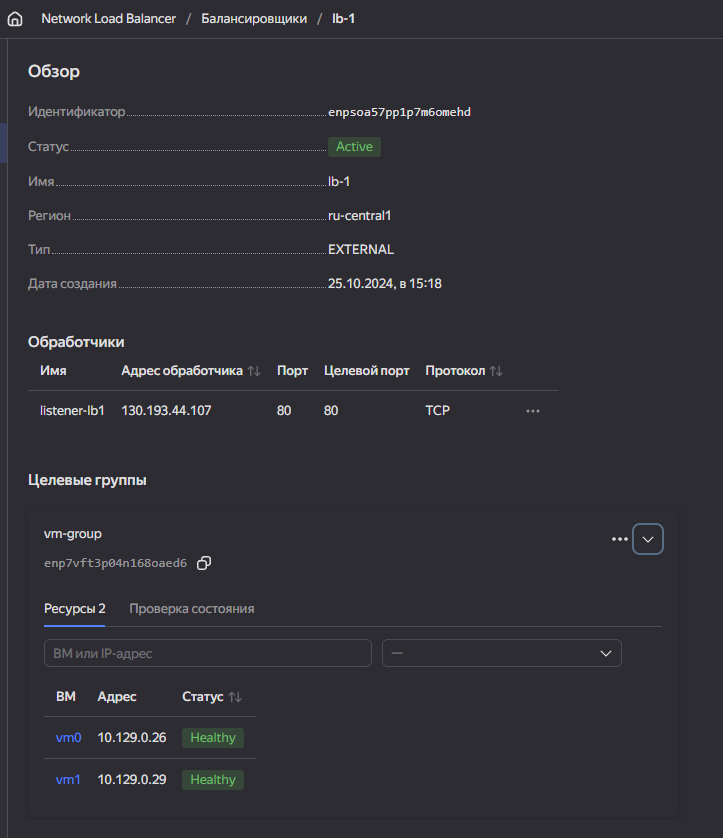 Network Load Balancer / Балансировщики / lb-1
Обзор
Идентификатор enpsoa57pp1p7m6omehd
Статус Active
Имя lb-1
Регион ru-central1
Тип EXTERNAL
Дата создания 25.10.2024, в 15:18
Обработчики
Имя Адрес обработчика Порт Целевой порт Протокол
listener-lb1 130.193.44.107 80 80 TCP
Целевые группы
vm-group
enp7vft3p04n168oaed6
Ресурсы 2 Проверка состояния
ВМ или IP-адрес —
ВМ Адрес Статус
vm0 10.129.0.26 Healthy
vm1 10.129.0.29 Healthy